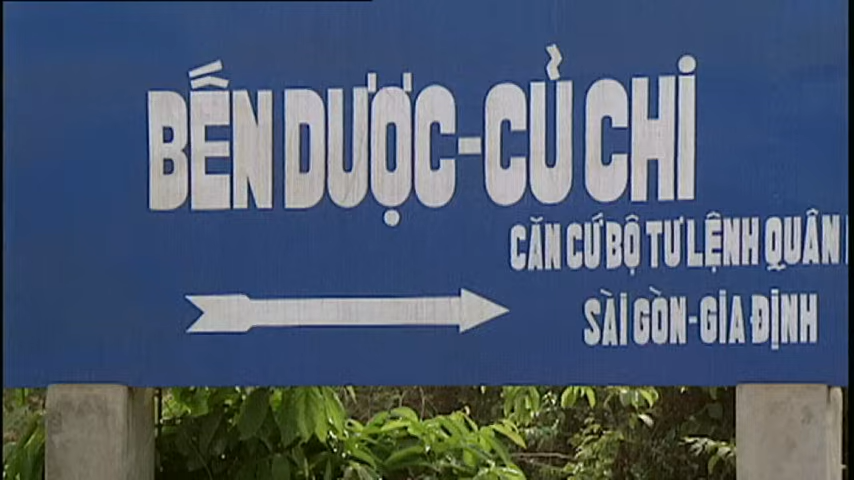 BẾN DƯỢC-CỦ CHI
CĂN CỨ BỘ TƯ LỆNH QUÂN
SÀI GÒN-GIA ĐỊNH